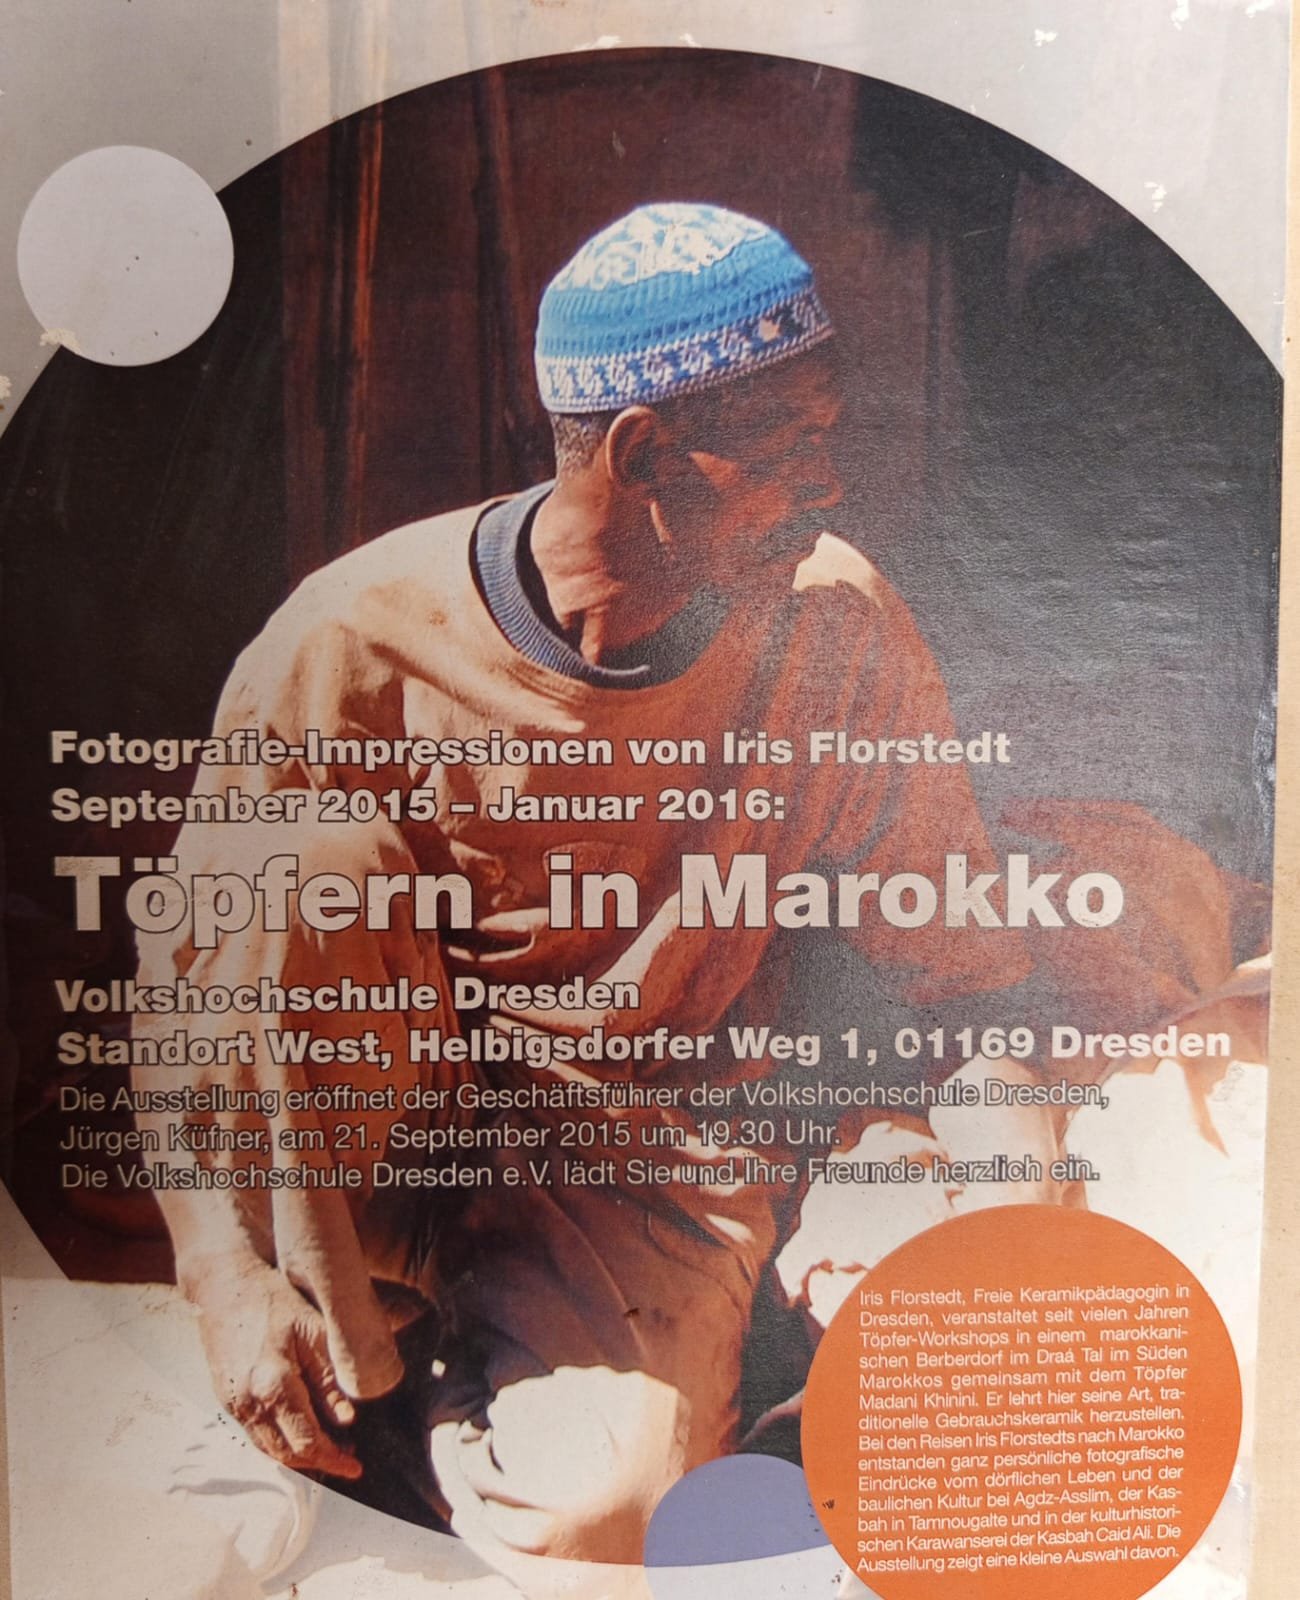 Fotografie-Impressionen von Iris Florstedt
September 2015 – Januar 2016:
Töpfern in Marokko
Volkshochschule Dresden
Standort West, Helbigsdorfer Weg 1, 01169 Dresden
Die Ausstellung eröffnet der Geschäftsführer der Volkshochschule Dresden,
Jürgen Küfner, am 21. September 2015 um 19.30 Uhr.
Die Volkshochschule Dresden e.V. lädt Sie und Ihre Freunde herzlich ein.
Iris Florstedt, Freie Keramikpädagogin in
Dresden, veranstaltet seit vielen Jahren
Töpfer-Workshops in einem marokkani-
schen Berberdorf im Draá Tal im Süden
Marokkos gemeinsam mit dem Töpfer
Madani Khinini. Er lehrt hier seine Art, tra-
ditionelle Gebrauchskeramik herzustellen.
Bei den Reisen Iris Florstedts nach Marokko
entstanden ganz persönliche fotografische
Eindrücke vom dörflichen Leben und der
baulichen Kultur bei Agdz-Asslim, der Kas-
bah in Tamnougalte und in der kulturhistori-
schen Karawanserei der Kasbah Caid Ali. Die
Ausstellung zeigt eine kleine Auswahl davon.